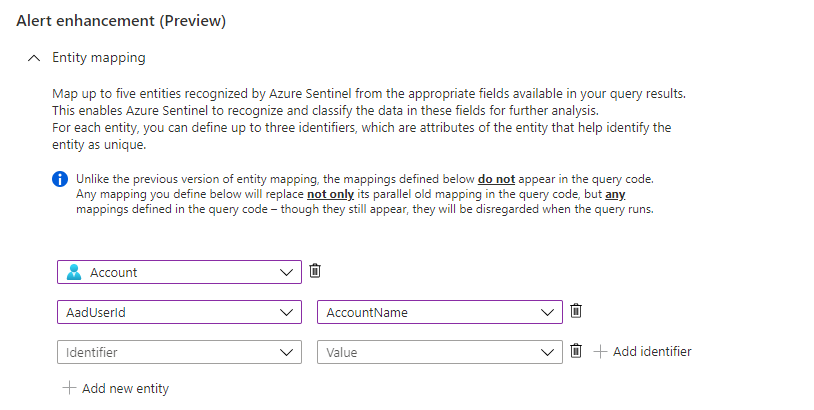 Alert enhancement (Preview)
Entity mapping
Map up to five entities recognized by Azure Sentinel from the appropriate fields available in your query results.
This enables Azure Sentinel to recognize and classify the data in these fields for further analysis.
For each entity, you can define up to three identifiers, which are attributes of the entity that help identify the
entity as unique.
Unlike the previous version of entity mapping, the mappings defined below do not appear in the query code.
Any mapping you define below will replace not only its parallel old mapping in the query code, but any
mappings defined in the query code – though they still appear, they will be disregarded when the query runs.
Account
AadUserId AccountName
Identifier Value Add identifier
Add new entity